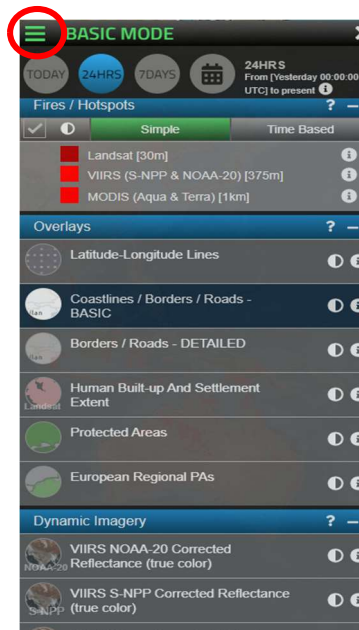 BASIC MODE
TODAY
24HRS
7DAYS
24HRS
From [Yesterday 00:00:00
UTC] to present
Fires / Hotspots ? –
Simple
Time Based
Landsat [30m]
VIIRS (S-NPP & NOAA-20) [375m]
MODIS (Aqua & Terra) [1km]
Overlays ? –
Latitude-Longitude Lines
Coastlines / Borders / Roads -
BASIC
Borders / Roads - DETAILED
Human Built-up And Settlement
Extent
Landsat
Protected Areas
European Regional PAs
Dynamic Imagery ? –
VIIRS NOAA-20 Corrected
Reflectance (true color)
NOAA-20
VIIRS S-NPP Corrected Reflectance
(true color)
S-NPP